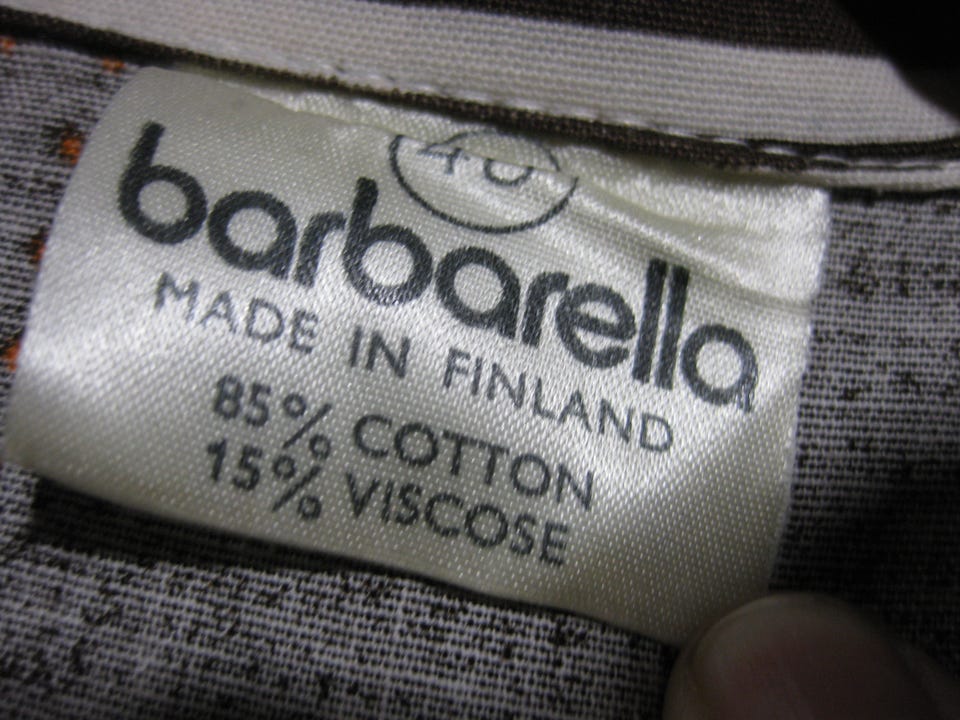 40
barbarella
MADE IN FINLAND
85% COTTON
15% VISCOSE